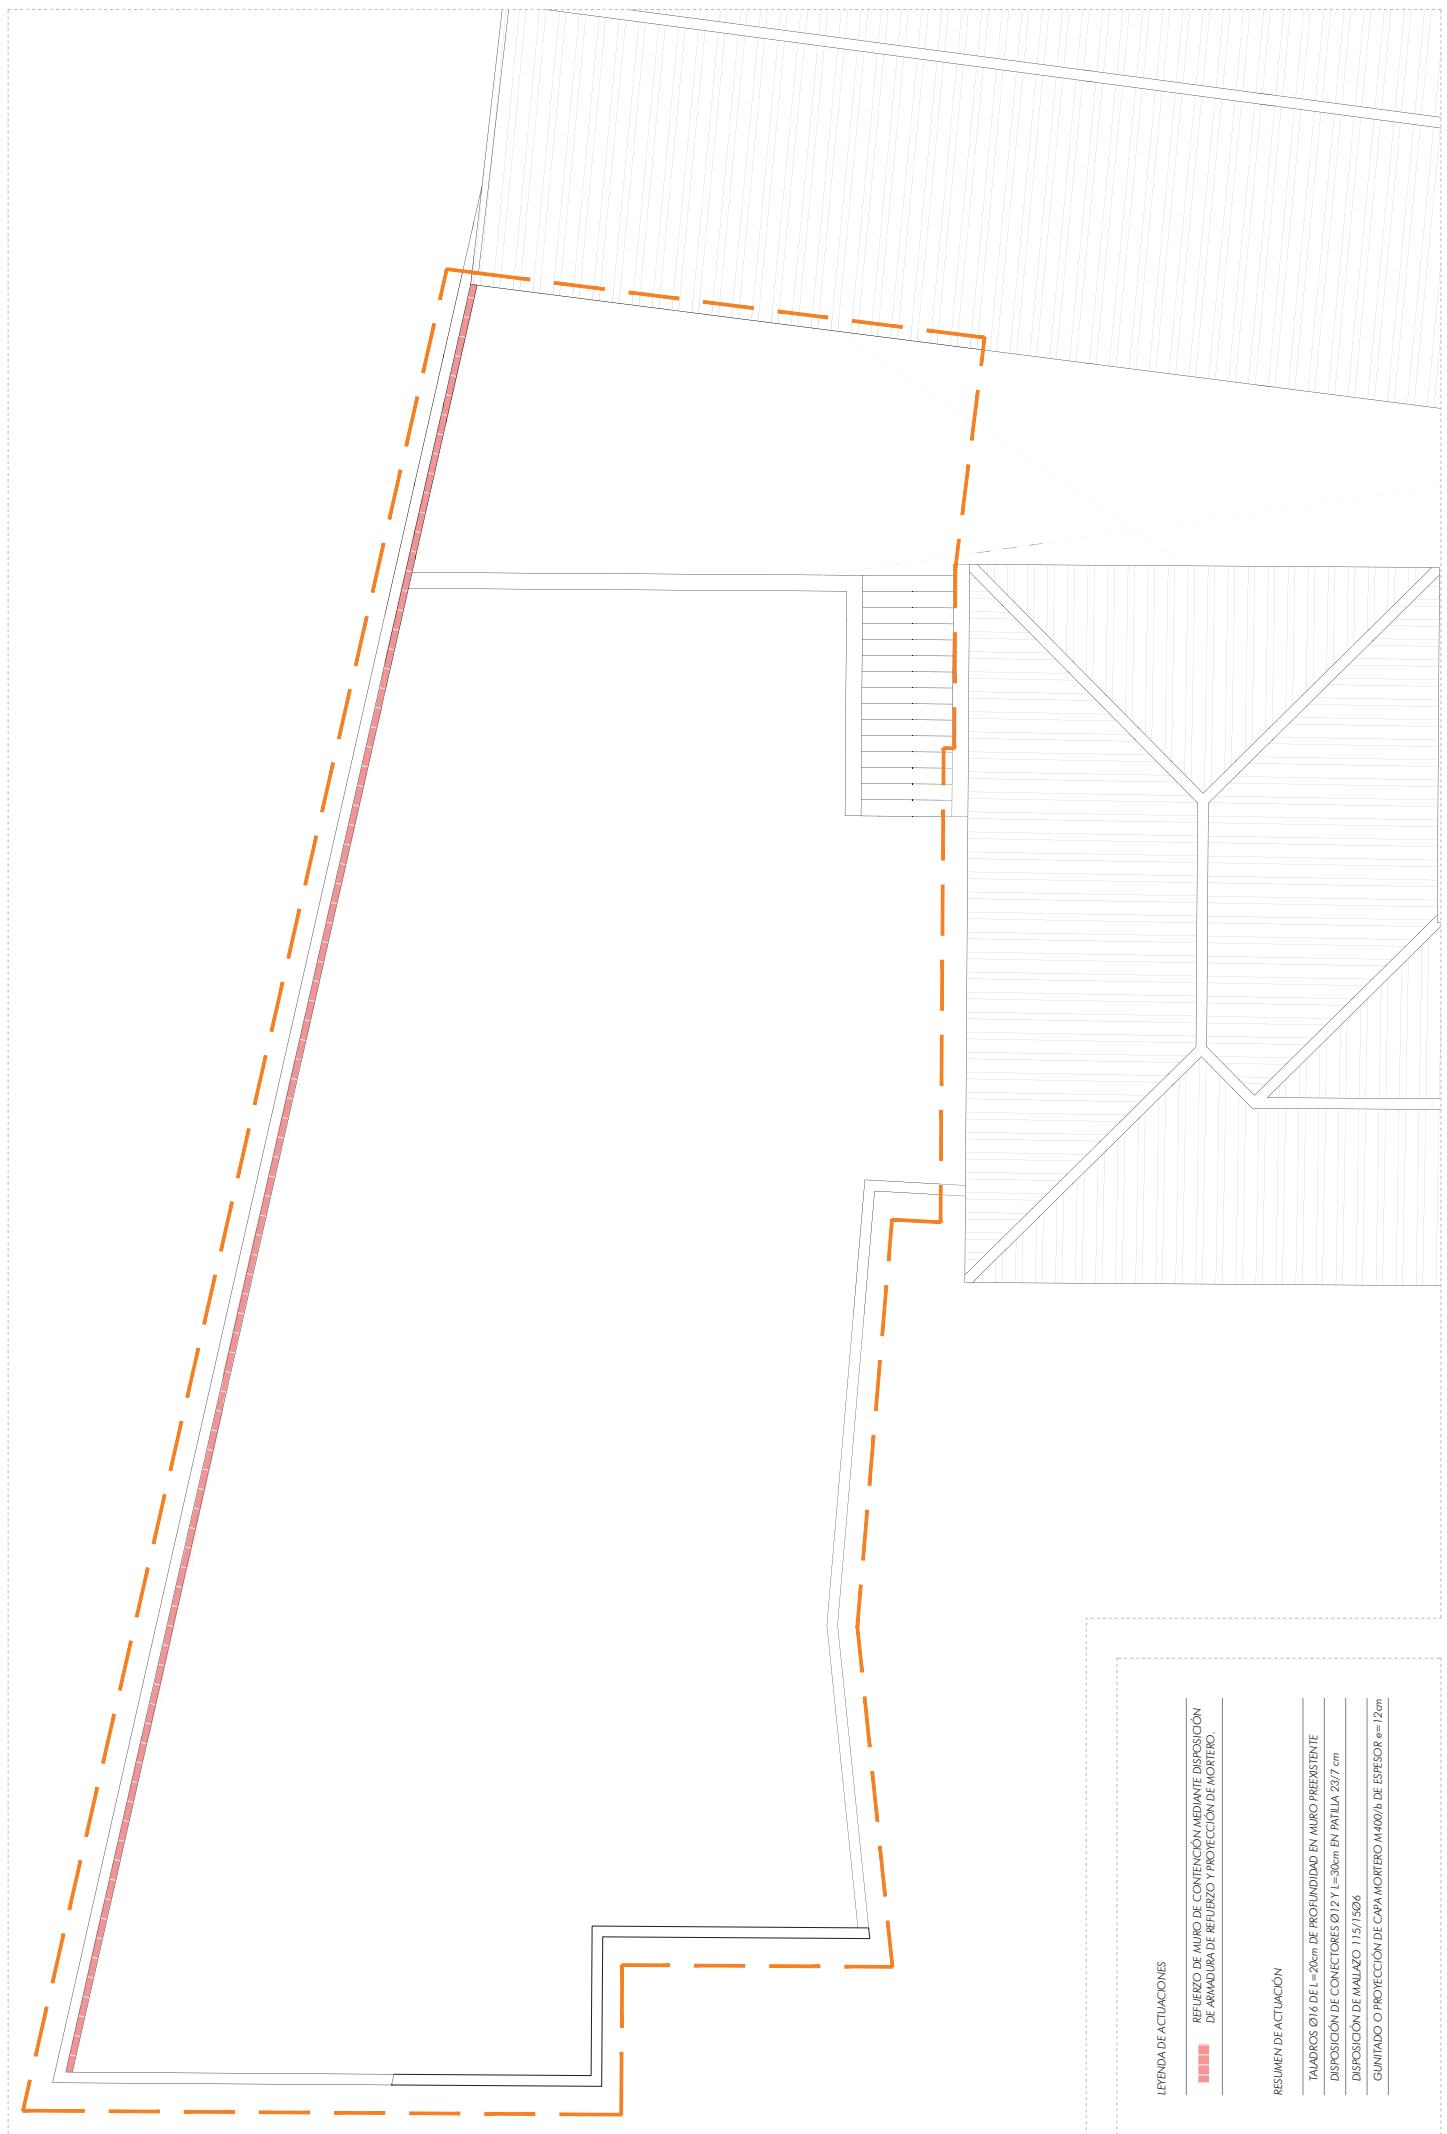 LEYENDA DE ACTUACIONES
REFUERZO DE MURO DE CONTENCIÓN MEDIANTE DISPOSICIÓN
DE ARMADURA DE REFUERZO Y PROYECCIÓN DE MORTERO.
RESUMEN DE ACTUACIÓN
TALADROS Ø16 DE L=20cm DE PROFUNDIDAD EN MURO PREEXISTENTE
DISPOSICIÓN DE CONECTORES Ø12 Y L=30cm EN PATILLA 23/7 cm
DISPOSICIÓN DE MALLAZO 115/15Ø6
GUNITADO O PROYECCIÓN DE CAPA MORTERO M400/b DE ESPESOR e=12cm